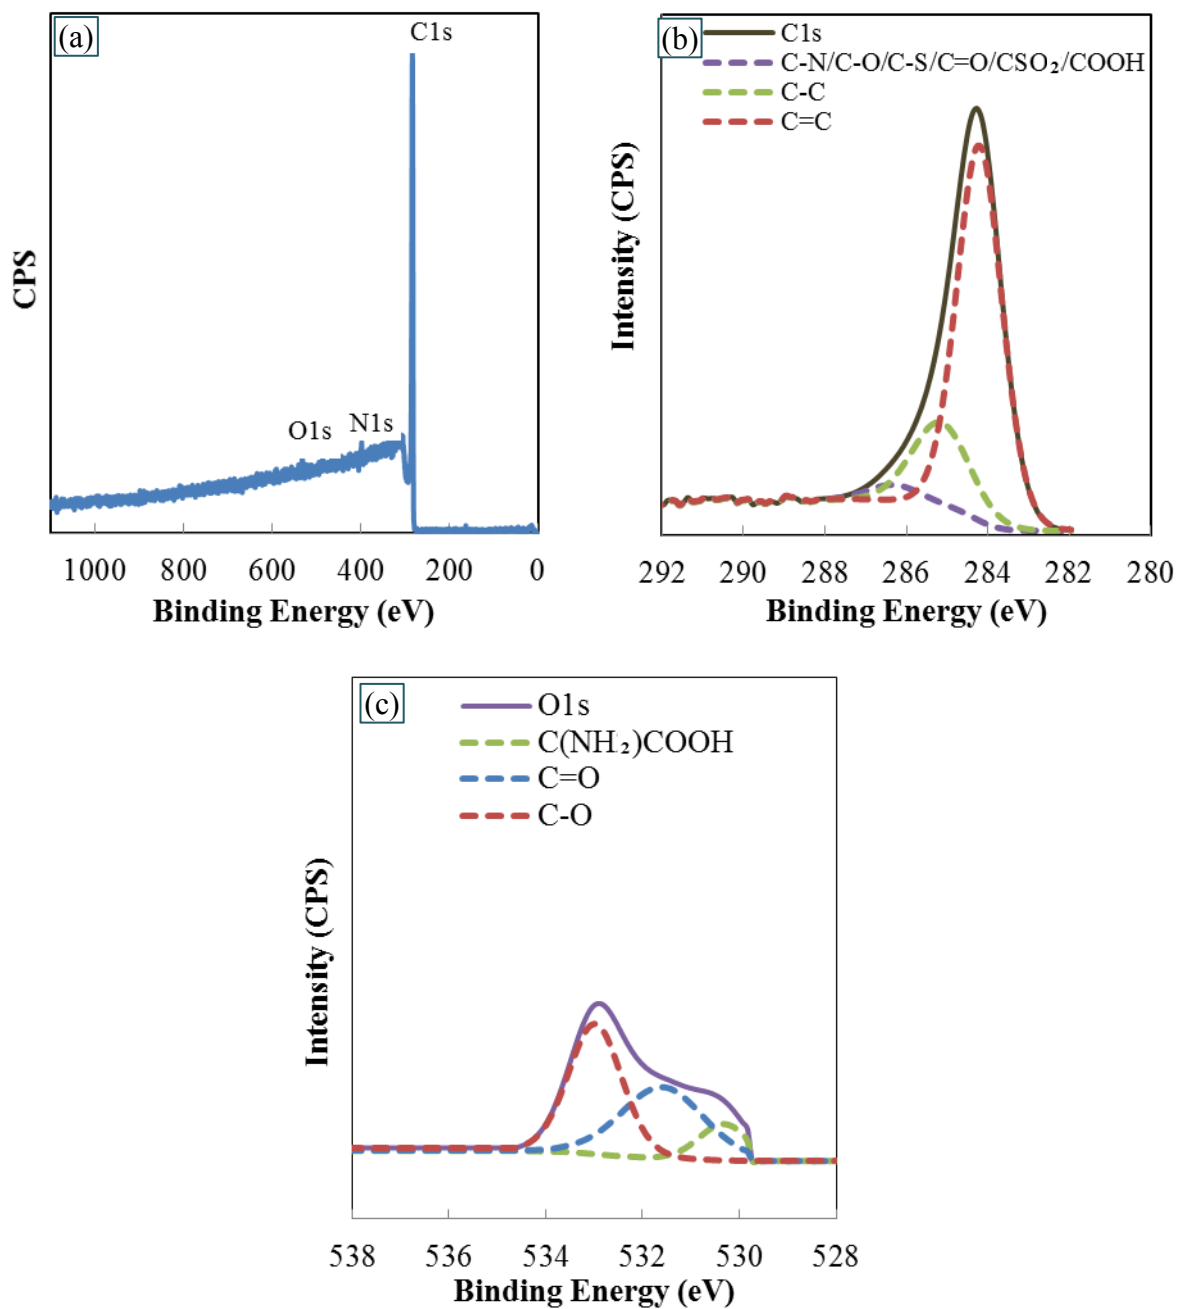 (a)
C1s
O1s
N1s
CPS
1000 800 600 400 200 0
Binding Energy (eV)
(b)
C1s
C-N/C-O/C-S/C=O/CSO₂/COOH
C-C
C=C
Intensity (CPS)
292 290 288 286 284 282 280
Binding Energy (eV)
(c)
O1s
C(NH₂)COOH
C=O
C-O
Intensity (CPS)
538 536 534 532 530 528
Binding Energy (eV)